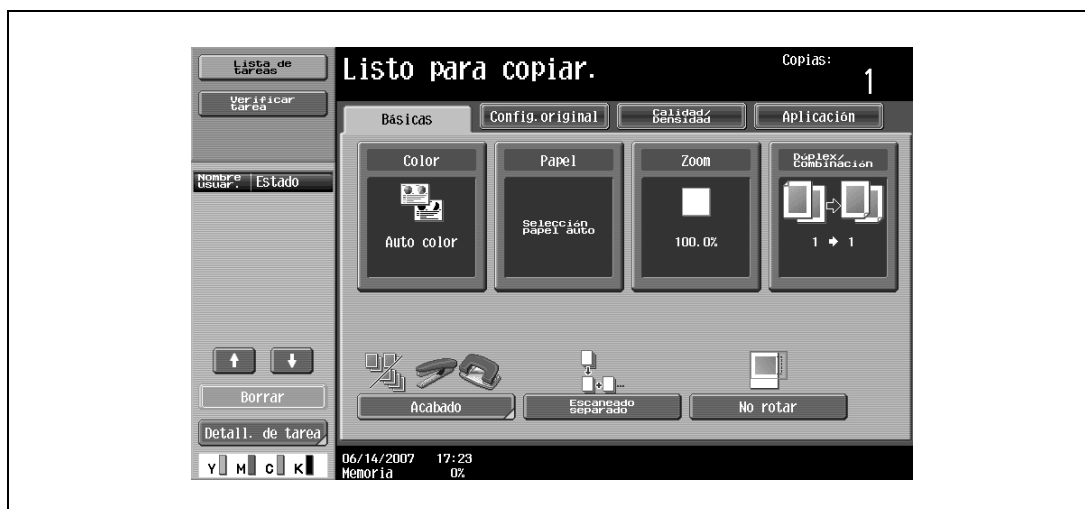 Lista de
tareas
Verificar
tarea
Nombre
usuar.
Estado
Borrar
Detall. de tarea
Y M C K
Listo para copiar.
Copias:
1
Básicas
Config.original
Calidad/
Densidad
Aplicación
Color
Auto color
Papel
Selección
papel auto
Zoom
100.0%
Dúplex/
Combinación
1 → 1
Acabado
Escaneado
separado
No rotar
06/14/2007 17:23
Memoria 0%